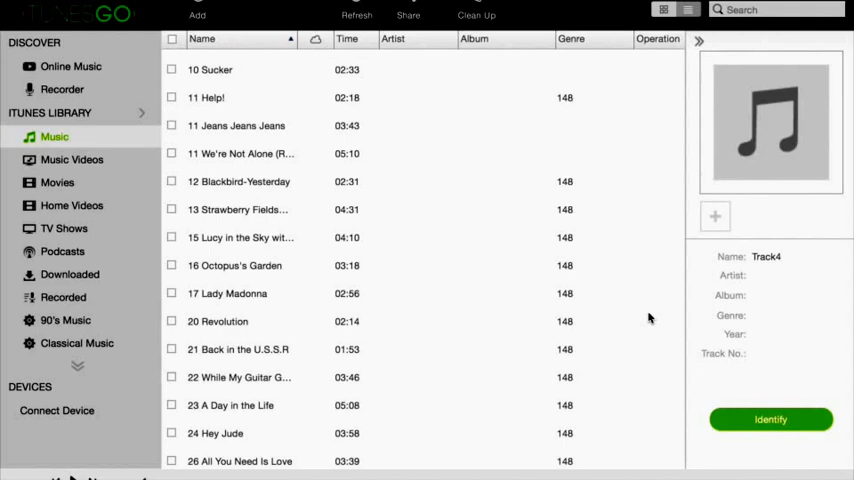 iTUNESGO
Add Refresh Share Clean Up Search
DISCOVER
Online Music
Recorder
ITUNES LIBRARY
Music
Music Videos
Movies
Home Videos
TV Shows
Podcasts
Downloaded
Recorded
90's Music
Classical Music
DEVICES
Connect Device
Name Time Artist Album Genre Operation
10 Sucker 02:33
11 Help! 02:18 148
11 Jeans Jeans Jeans 03:43
11 We're Not Alone (R... 05:10
12 Blackbird-Yesterday 02:31 148
13 Strawberry Fields... 04:31 148
15 Lucy in the Sky wit... 04:10 148
16 Octopus's Garden 03:18 148
17 Lady Madonna 02:56 148
20 Revolution 02:14 148
21 Back in the U.S.S.R 01:53 148
22 While My Guitar G... 03:46 148
23 A Day in the Life 05:08 148
24 Hey Jude 03:58 148
26 All You Need Is Love 03:39 148
Name: Track4
Artist:
Album:
Genre:
Year:
Track No.:
Identify